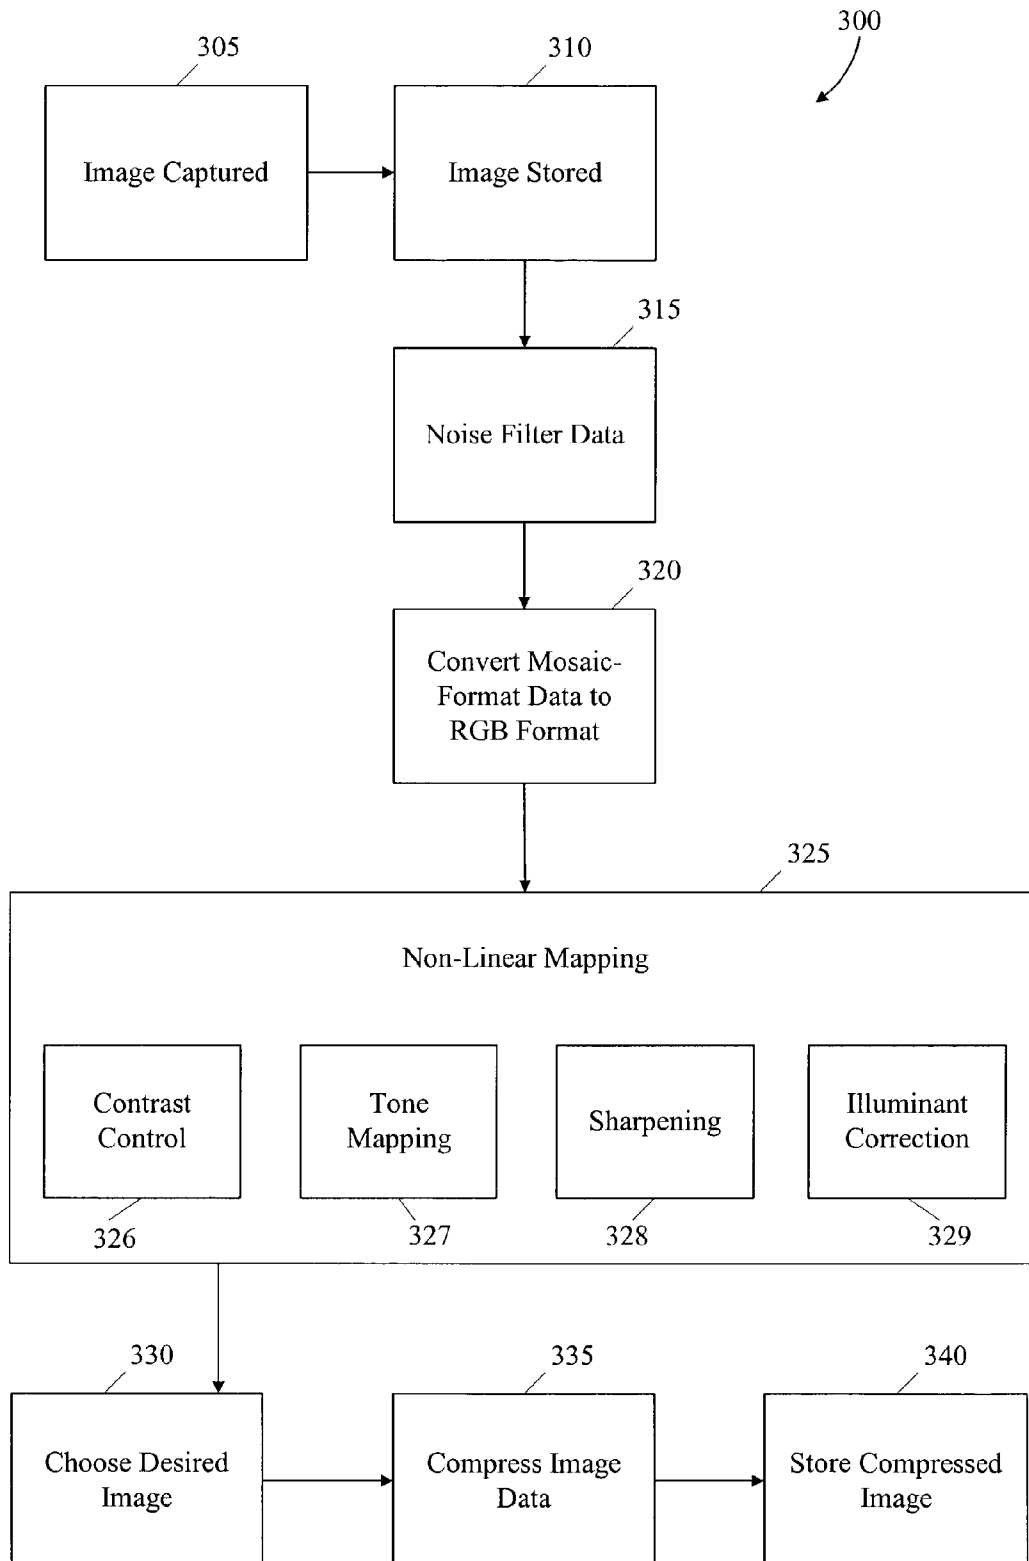 300
305
310
Image Captured
Image Stored
315
Noise Filter Data
320
Convert Mosaic-
Format Data to
RGB Format
325
Non-Linear Mapping
Contrast
Control
Tone
Mapping
Sharpening
Illuminant
Correction
326
327
328
329
330
335
340
Choose Desired
Image
Compress Image
Data
Store Compressed
Image